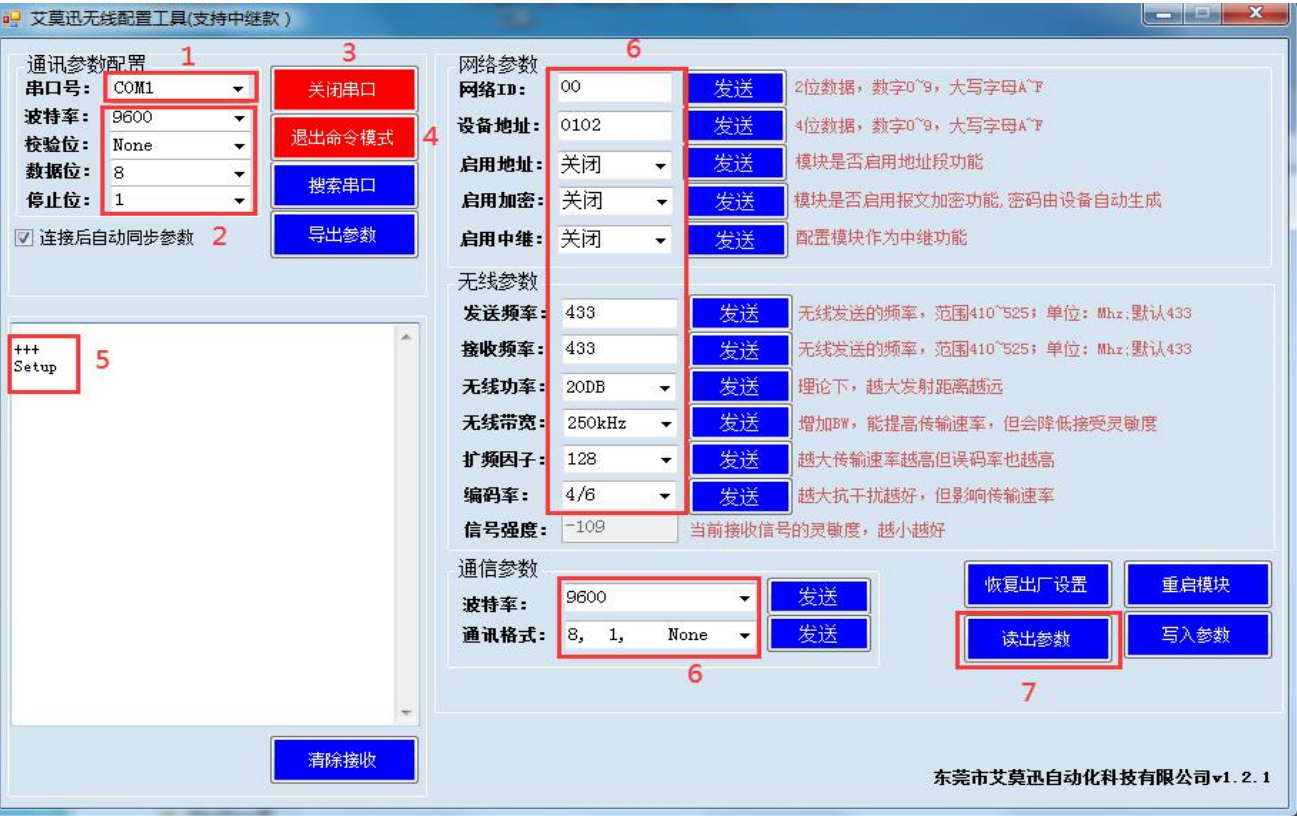 艾莫迅无线配置工具(支持中继款)
通讯参数配置
1
3
串口号: COM1
关闭串口
波特率: 9600
校验位: None
退出命令模式
4
数据位: 8
搜索串口
停止位: 1
连接后自动同步参数 2
导出参数
+++
Setup
5
清除接收
6
网络参数
网络ID: 00 发送 2位数据,数字0~9,大写字母A~F
设备地址: 0102 发送 4位数据,数字0~9,大写字母A~F
启用地址: 关闭 发送 模块是否启用地址段功能
启用加密: 关闭 发送 模块是否启用报文加密功能,密码由设备自动生成
启用中继: 关闭 发送 配置模块作为中继功能
无线参数
发送频率: 433 发送 无线发送的频率,范围410~525;单位:Mhz;默认433
接收频率: 433 发送 无线发送的频率,范围410~525;单位:Mhz;默认433
无线功率: 20DB 发送 理论下,越大发射距离越远
无线带宽: 250kHz 发送 增加BW,能提高传输速率,但会降低接受灵敏度
扩频因子: 128 发送 越大传输速率越高但误码率也越高
编码率: 4/6 发送 越大抗干扰越好,但影响传输速率
信号强度: -109 当前接收信号的灵敏度,越小越好
通信参数
波特率: 9600 发送
通讯格式: 8, 1, None 发送
6
恢复出厂设置 重启模块
读出参数 写入参数
7
东莞市艾莫迅自动化科技有限公司v1.2.1